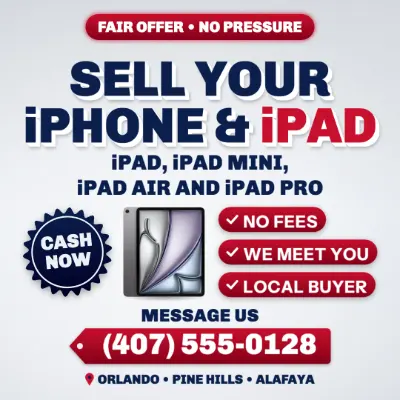 FAIR OFFER • NO PRESSURE
SELL YOUR
iPHONE & iPAD
iPAD, iPAD MINI,
iPAD AIR AND iPAD PRO
CASH
NOW
NO FEES
WE MEET YOU
LOCAL BUYER
MESSAGE US
(407) 555-0128
ORLANDO • PINE HILLS • ALAFAYA